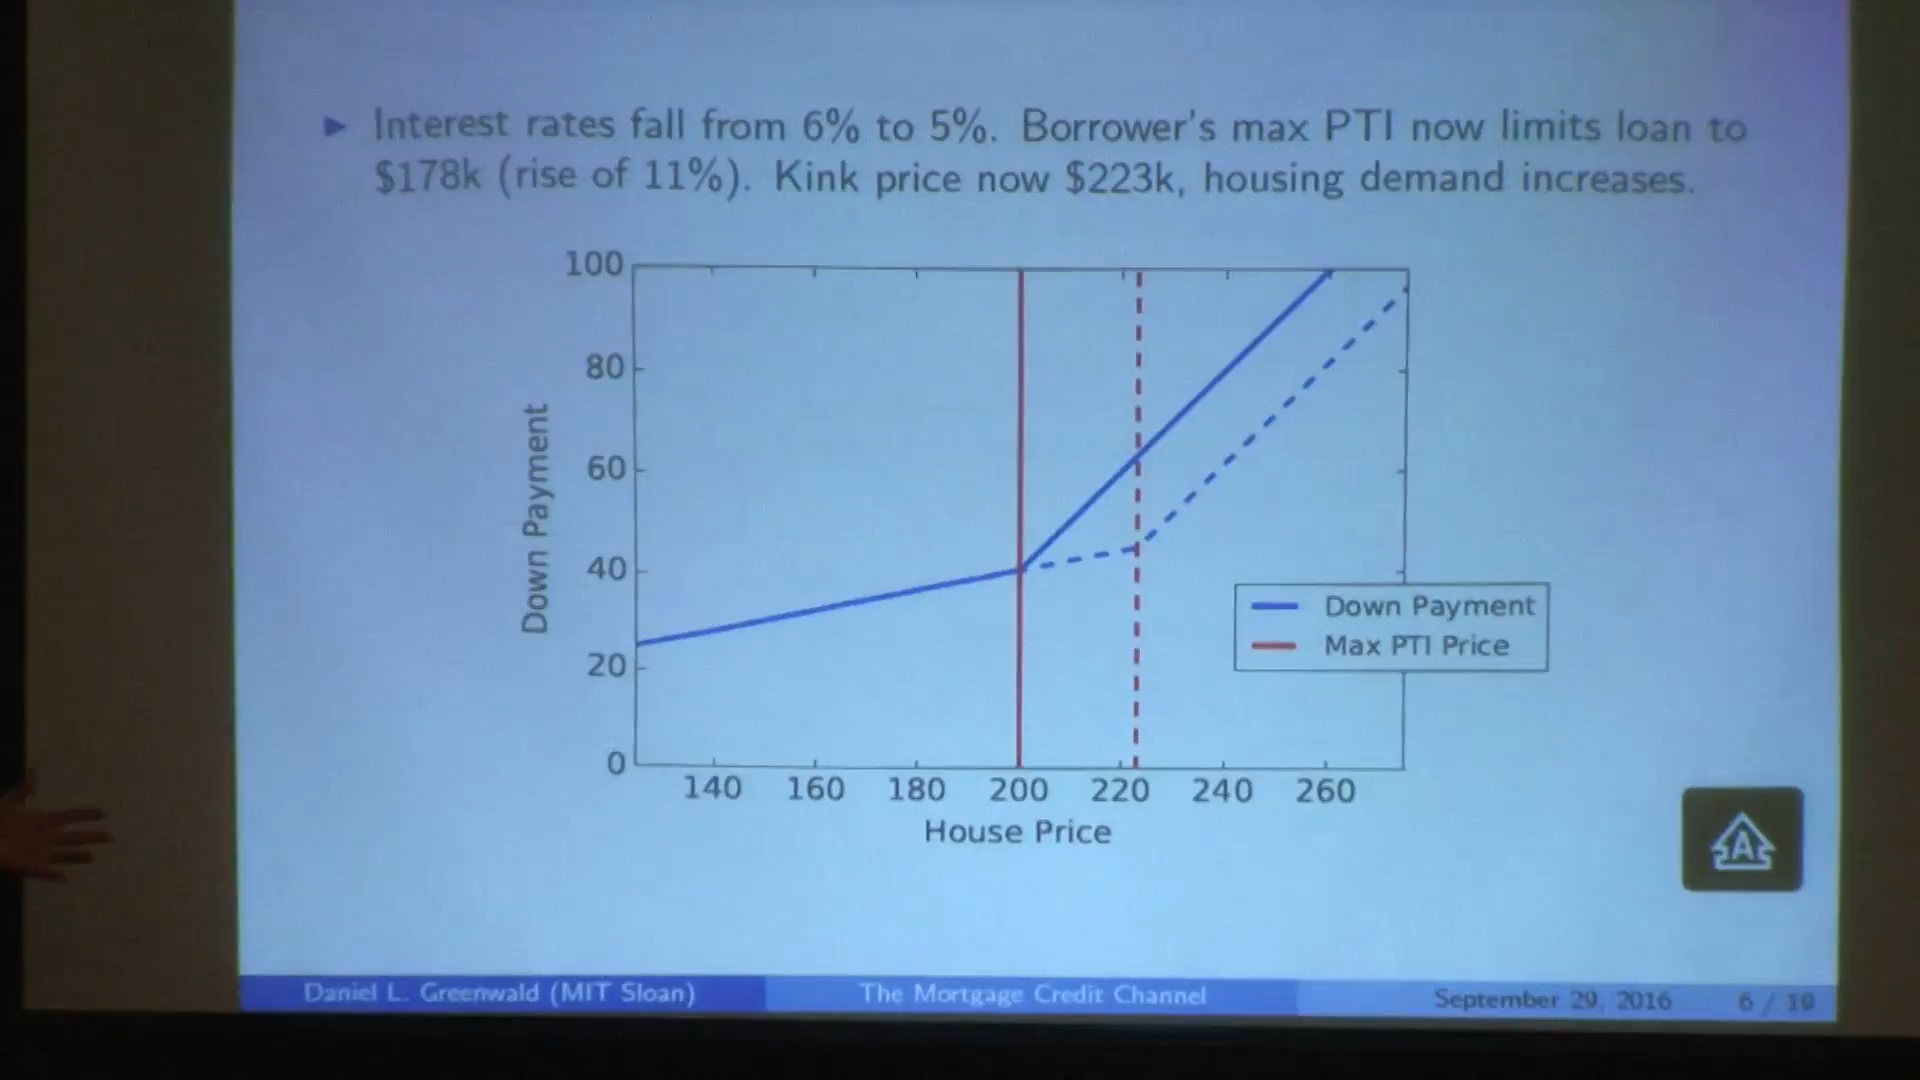 Interest rates fall from 6% to 5%. Borrower's max PTI now limits loan to
$178k (rise of 11%). Kink price now $223k, housing demand increases.
100
80
60
40
20
0
Down Payment
140 160 180 200 220 240 260
House Price
Down Payment
Max PTI Price
A
Daniel L. Greenwald (MIT Sloan) The Mortgage Credit Channel September 29, 2016 6 / 19